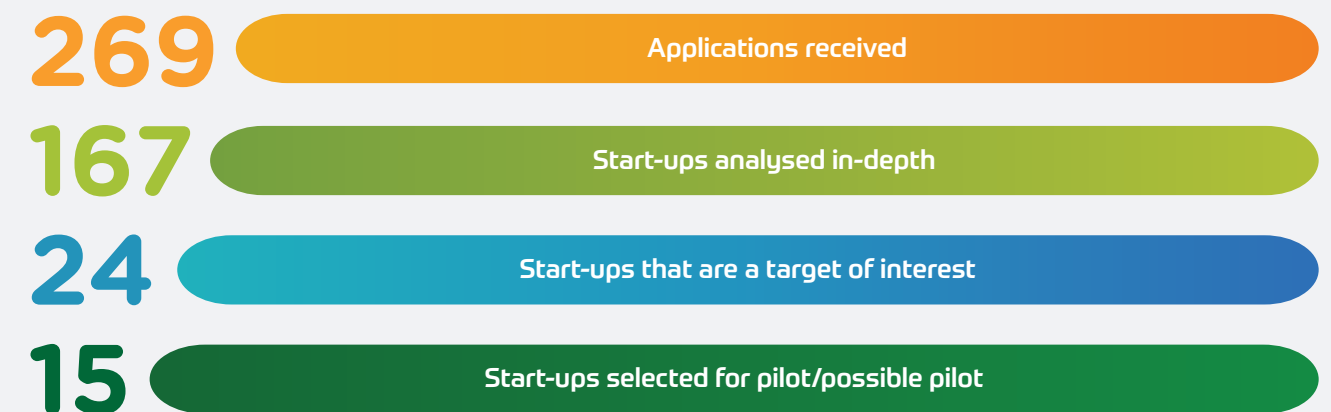 269 Applications received
167 Start-ups analysed in-depth
24 Start-ups that are a target of interest
15 Start-ups selected for pilot/possible pilot